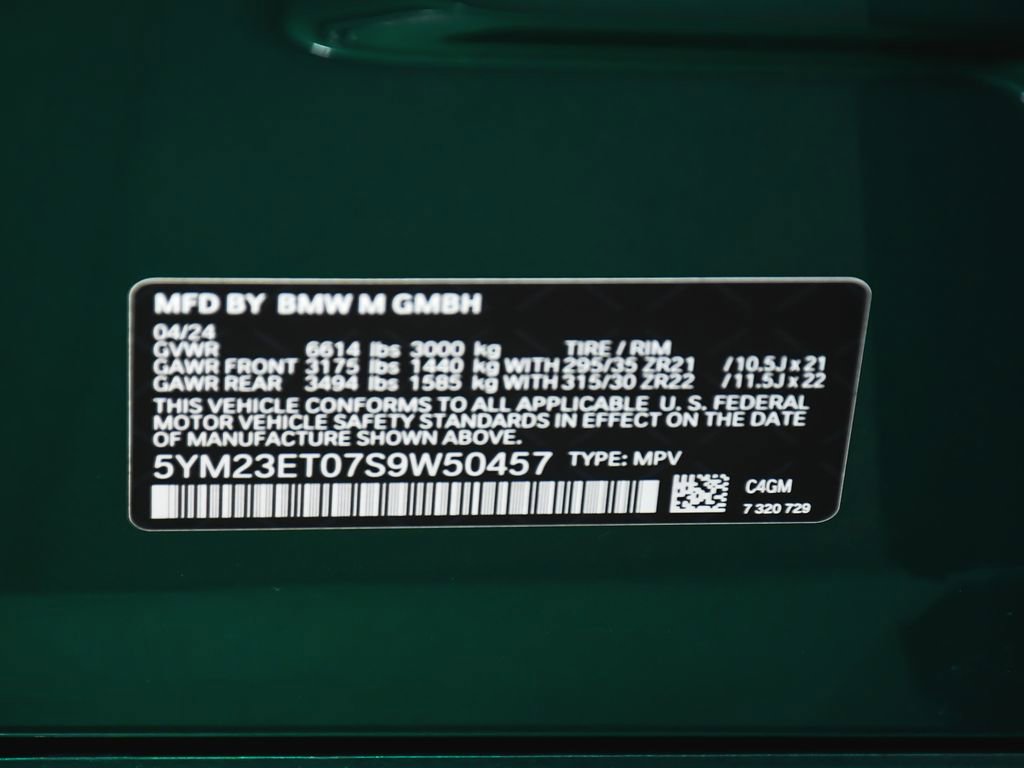 MFD BY BMW M GMBH
04/24
GVWR 6614 lbs 3000 kg TIRE / RIM
GAWR FRONT 3175 lbs 1440 kg WITH 295/35 ZR21 / 10.5J x 21
GAWR REAR 3494 lbs 1585 kg WITH 315/30 ZR22 / 11.5J x 22
THIS VEHICLE CONFORMS TO ALL APPLICABLE U. S. FEDERAL
MOTOR VEHICLE SAFETY STANDARDS IN EFFECT ON THE DATE
OF MANUFACTURE SHOWN ABOVE.
5YM23ET07S9W50457 TYPE: MPV
C4GM
7 320 729